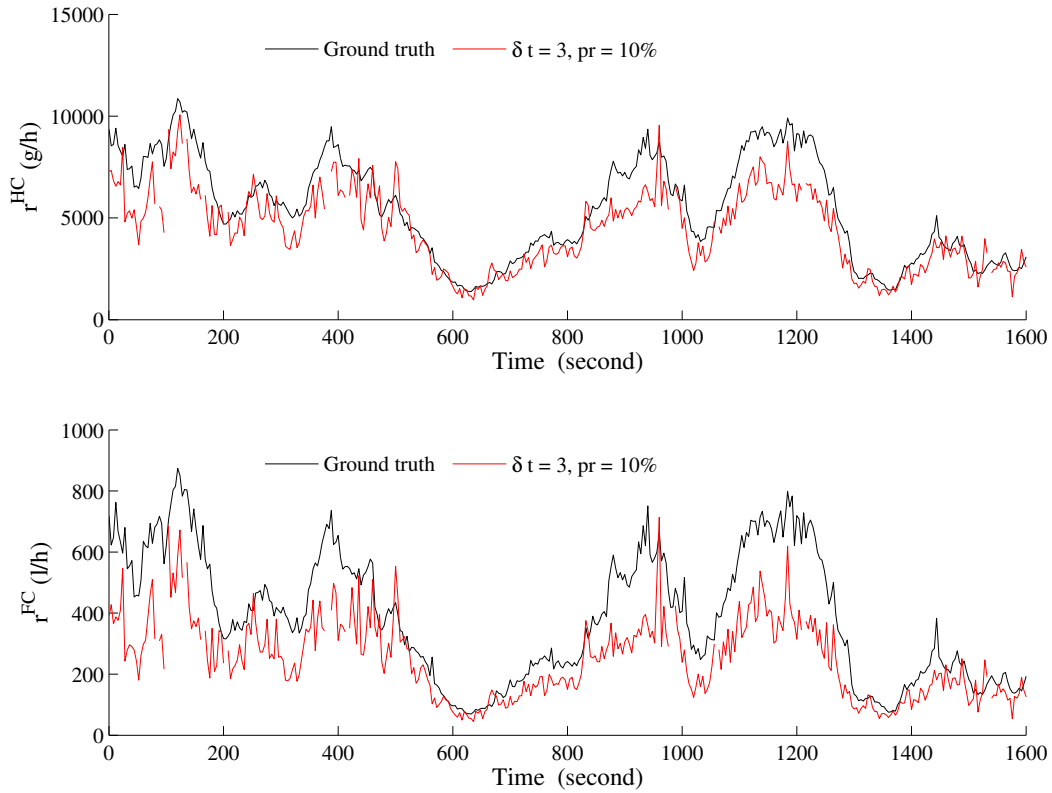 15000
Ground truth δ t = 3, pr = 10%
10000
r^HC (g/h)
5000
0
0 200 400 600 800 1000 1200 1400 1600
Time (second)
1000
Ground truth δ t = 3, pr = 10%
800
600
r^FC (l/h)
400
200
0
0 200 400 600 800 1000 1200 1400 1600
Time (second)